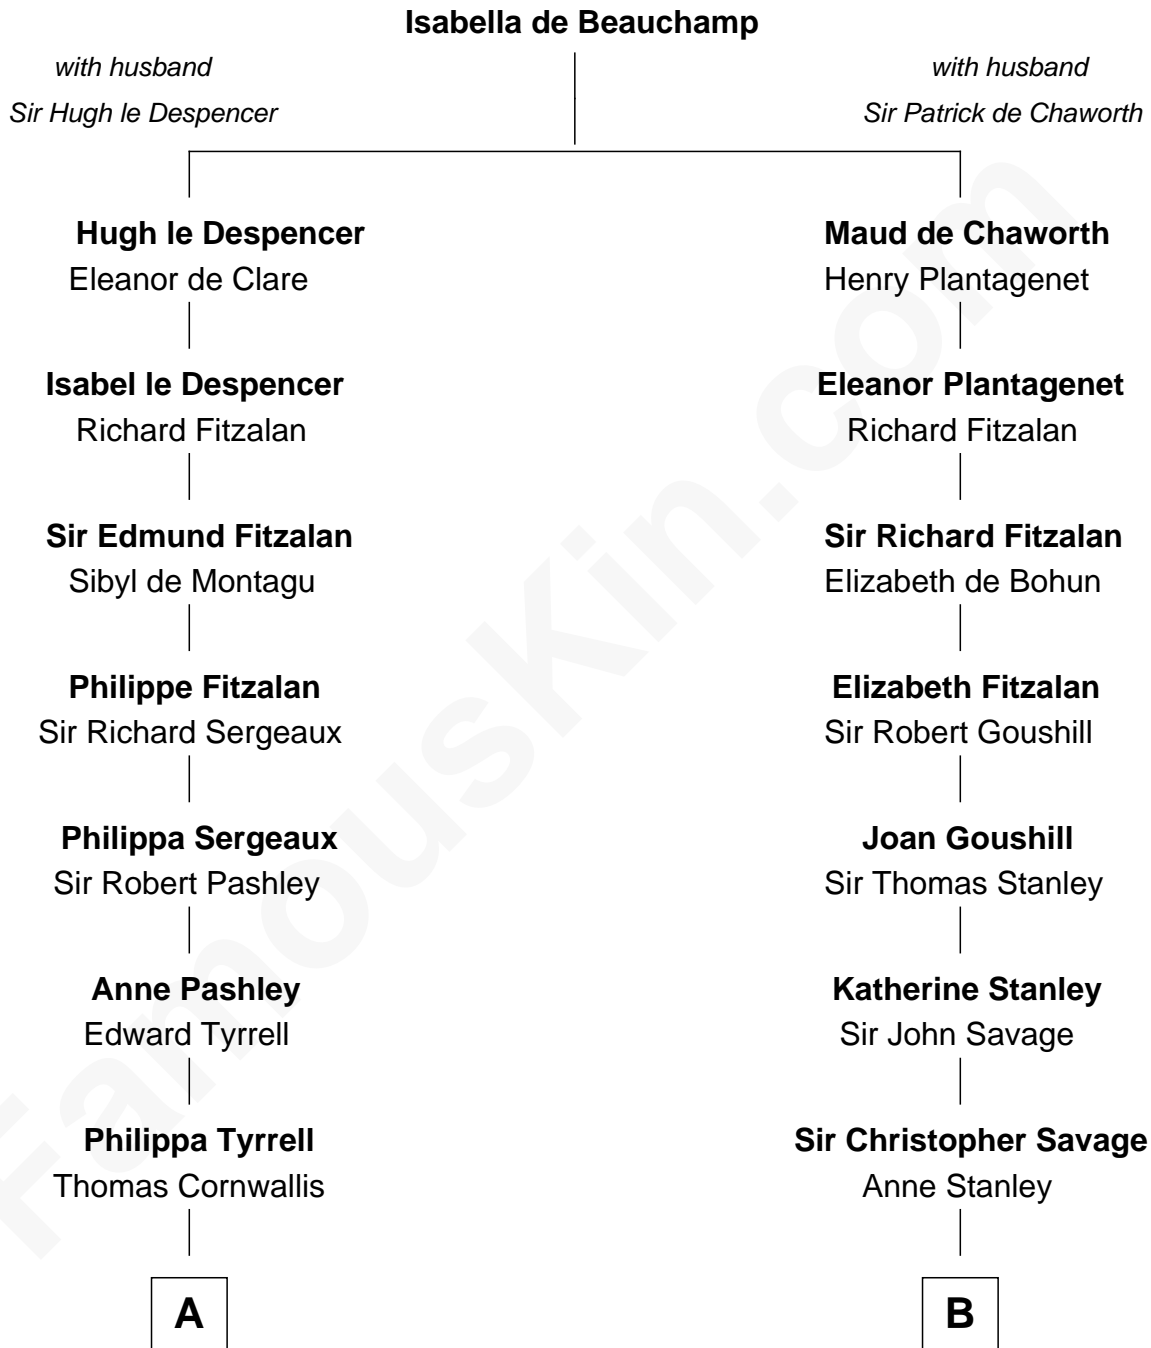 Isabella de Beauchamp
with husband
Sir Hugh le Despencer
with husband
Sir Patrick de Chaworth
Hugh le Despencer
Eleanor de Clare
Maud de Chaworth
Henry Plantagenet
Isabel le Despencer
Richard Fitzalan
Eleanor Plantagenet
Richard Fitzalan
Sir Edmund Fitzalan
Sibyl de Montagu
Sir Richard Fitzalan
Elizabeth de Bohun
Philippe Fitzalan
Sir Richard Sergeaux
Elizabeth Fitzalan
Sir Robert Goushill
Philippa Sergeaux
Sir Robert Pashley
Joan Goushill
Sir Thomas Stanley
Anne Pashley
Edward Tyrrell
Katherine Stanley
Sir John Savage
Philippa Tyrrell
Thomas Cornwallis
Sir Christopher Savage
Anne Stanley
A
B
FamousKin.com